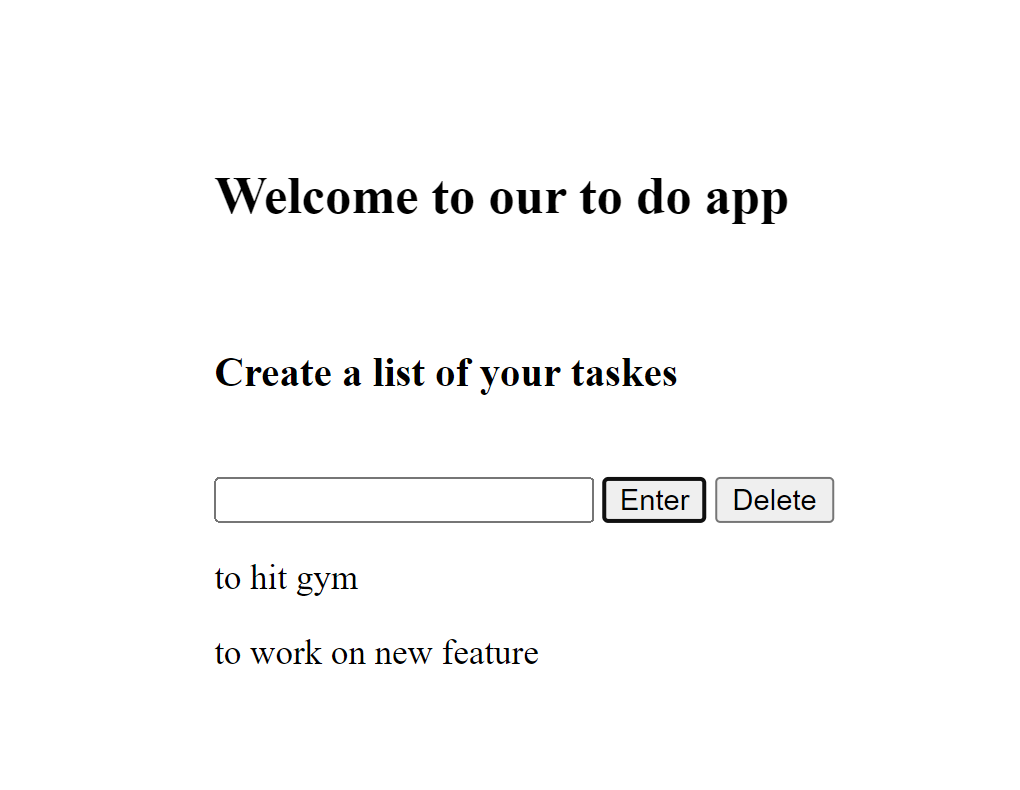 Welcome to our to do app
Create a list of your taskes
Enter Delete
to hit gym
to work on new feature